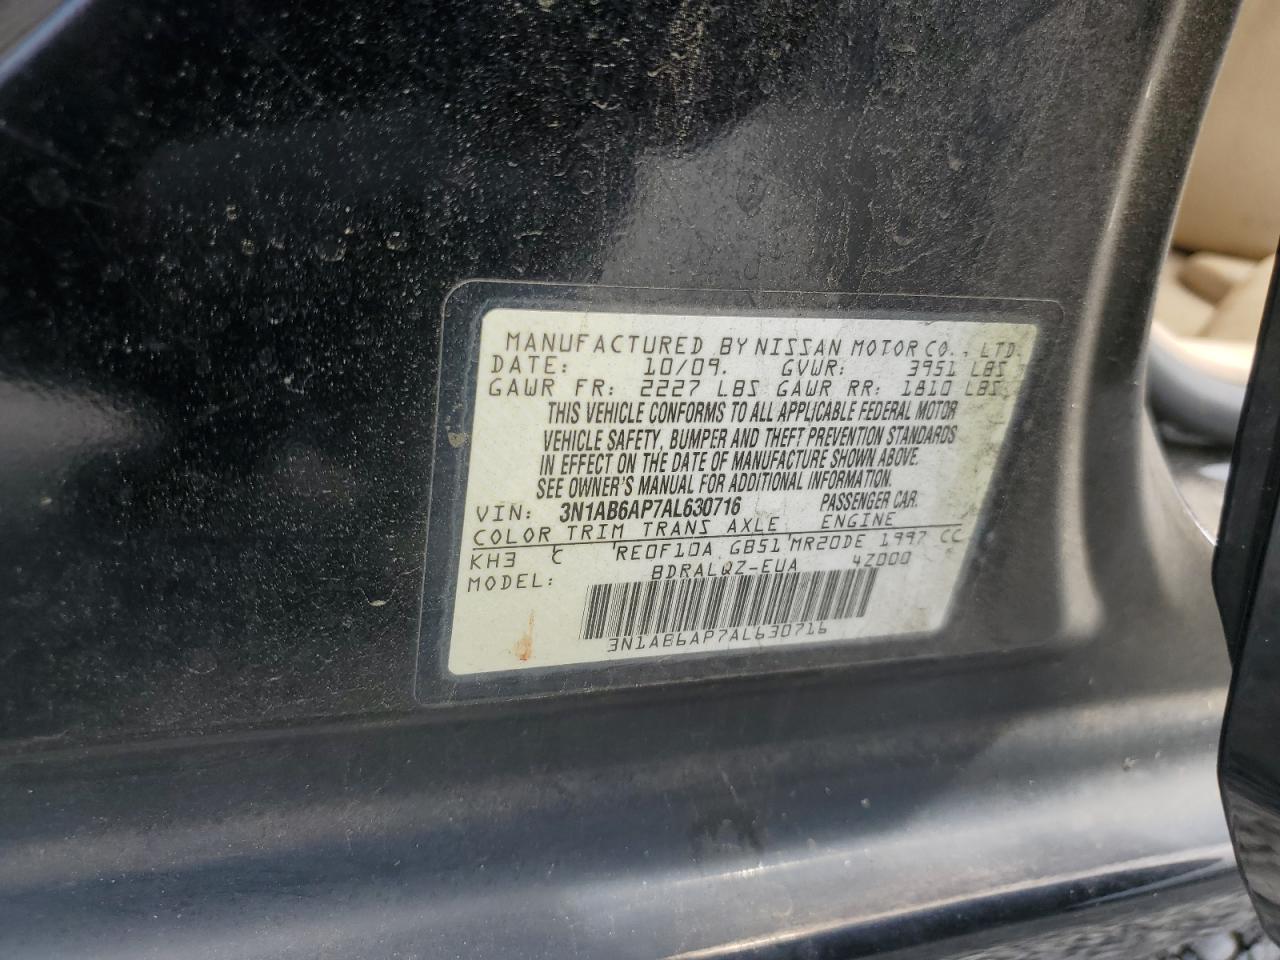 MANUFACTURED BY NISSAN MOTOR CO., LTD.
DATE: 10/09. GVWR: 3951 LBS
GAWR FR: 2227 LBS GAWR RR: 1810 LBS
THIS VEHICLE CONFORMS TO ALL APPLICABLE FEDERAL MOTOR
VEHICLE SAFETY, BUMPER AND THEFT PREVENTION STANDARDS
IN EFFECT ON THE DATE OF MANUFACTURE SHOWN ABOVE.
SEE OWNER'S MANUAL FOR ADDITIONAL INFORMATION.
VIN: 3N1AB6AP7AL630716 PASSENGER CAR.
COLOR TRIM TRANS AXLE ENGINE
KH3 C RE0F10A GB51 MR20DE 1997 CC
MODEL: BDRALQZ-EUA 4Z000
3N1AB6AP7AL630716